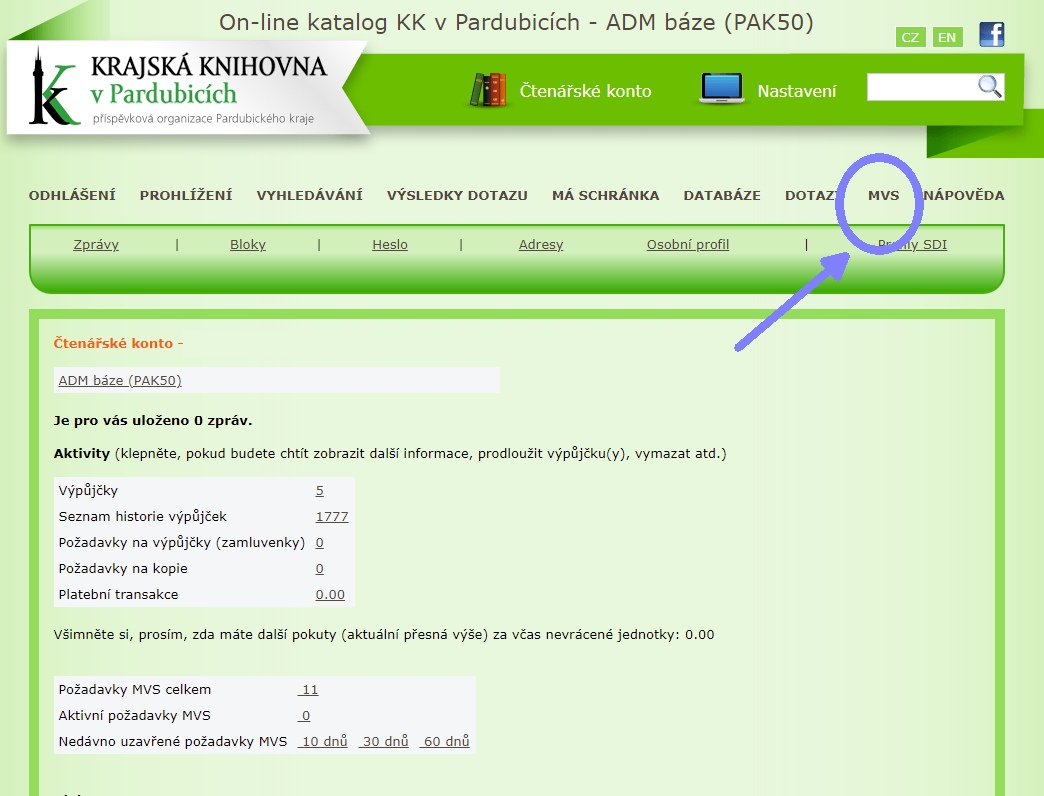 On-line katalog KK v Pardubicích - ADM báze (PAK50)
CZ EN
KRAJSKÁ KNIHOVNA
v Pardubicích
příspěvková organizace Pardubického kraje
Čtenářské konto Nastavení
ODHLÁŠENÍ PROHLÍŽENÍ VYHLEDÁVÁNÍ VÝSLEDKY DOTAZU MÁ SCHRÁNKA DATABÁZE DOTAZY MVS NÁPOVĚDA
Zprávy | Bloky | Heslo | Adresy Osobní profil | Profily SDI
Čtenářské konto -
ADM báze (PAK50)
Je pro vás uloženo 0 zpráv.
Aktivity (klepněte, pokud budete chtít zobrazit další informace, prodloužit výpůjčku(y), vymazat atd.)
Výpůjčky 5
Seznam historie výpůjček 1777
Požadavky na výpůjčky (zamluvenky) 0
Požadavky na kopie 0
Platební transakce 0.00
Všimněte si, prosím, zda máte další pokuty (aktuální přesná výše) za včas nevrácené jednotky: 0.00
Požadavky MVS celkem 11
Aktivní požadavky MVS 0
Nedávno uzavřené požadavky MVS 10 dnů 30 dnů 60 dnů